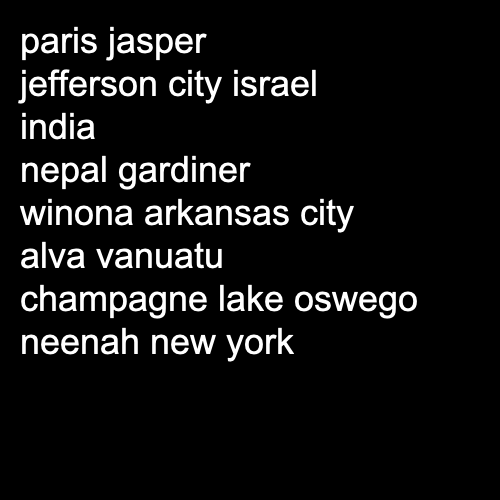 paris jasper
jefferson city israel
india
nepal gardiner
winona arkansas city
alva vanuatu
champagne lake oswego
neenah new york